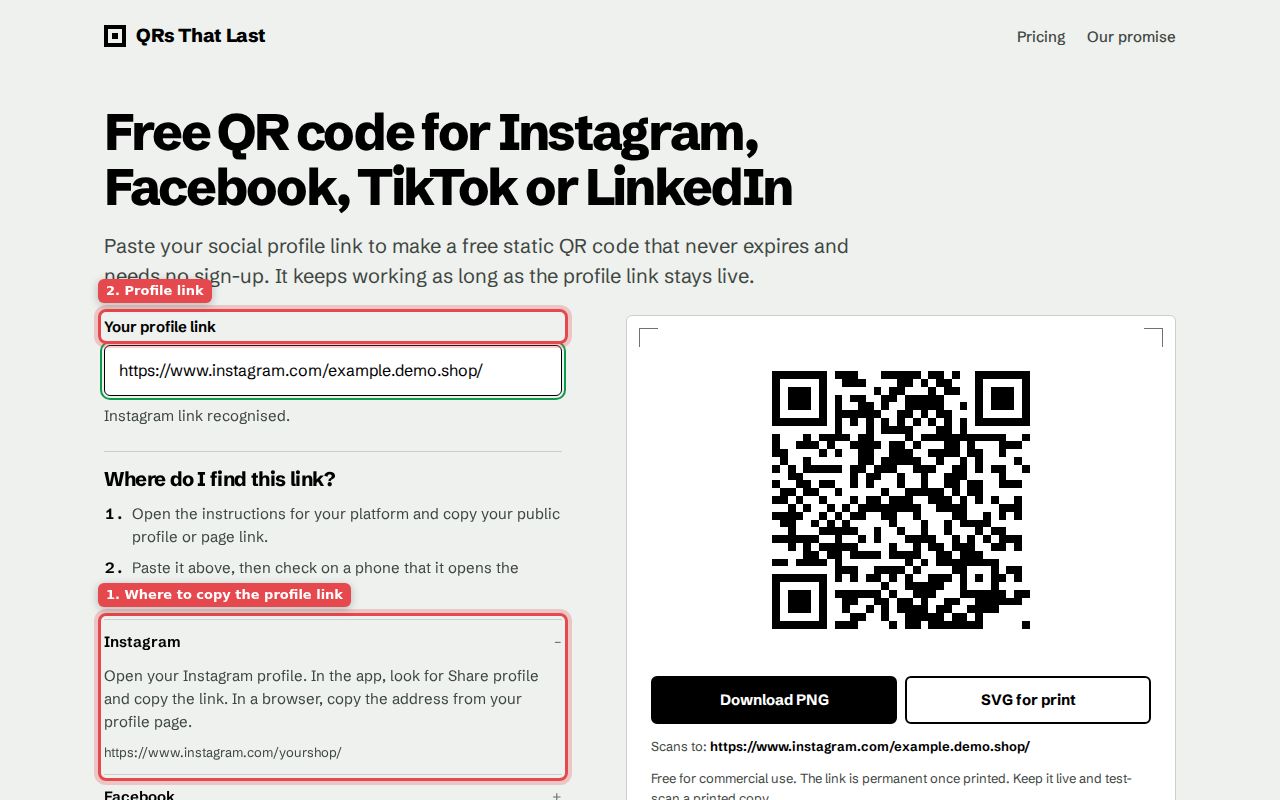 QRs That Last
Pricing
Our promise
Free QR code for Instagram,
Facebook, TikTok or LinkedIn
Paste your social profile link to make a free static QR code that never expires and
needs no sign-up. It keeps working as long as the profile link stays live.
2. Profile link
Your profile link
https://www.instagram.com/example.demo.shop/
Instagram link recognised.
Where do I find this link?
1. Open the instructions for your platform and copy your public
profile or page link.
2. Paste it above, then check on a phone that it opens the
1. Where to copy the profile link
Instagram −
Open your Instagram profile. In the app, look for Share profile
and copy the link. In a browser, copy the address from your
profile page.
https://www.instagram.com/yourshop/
Facebook +
Download PNG
SVG for print
Scans to: https://www.instagram.com/example.demo.shop/
Free for commercial use. The link is permanent once printed. Keep it live and test-
scan a printed copy.